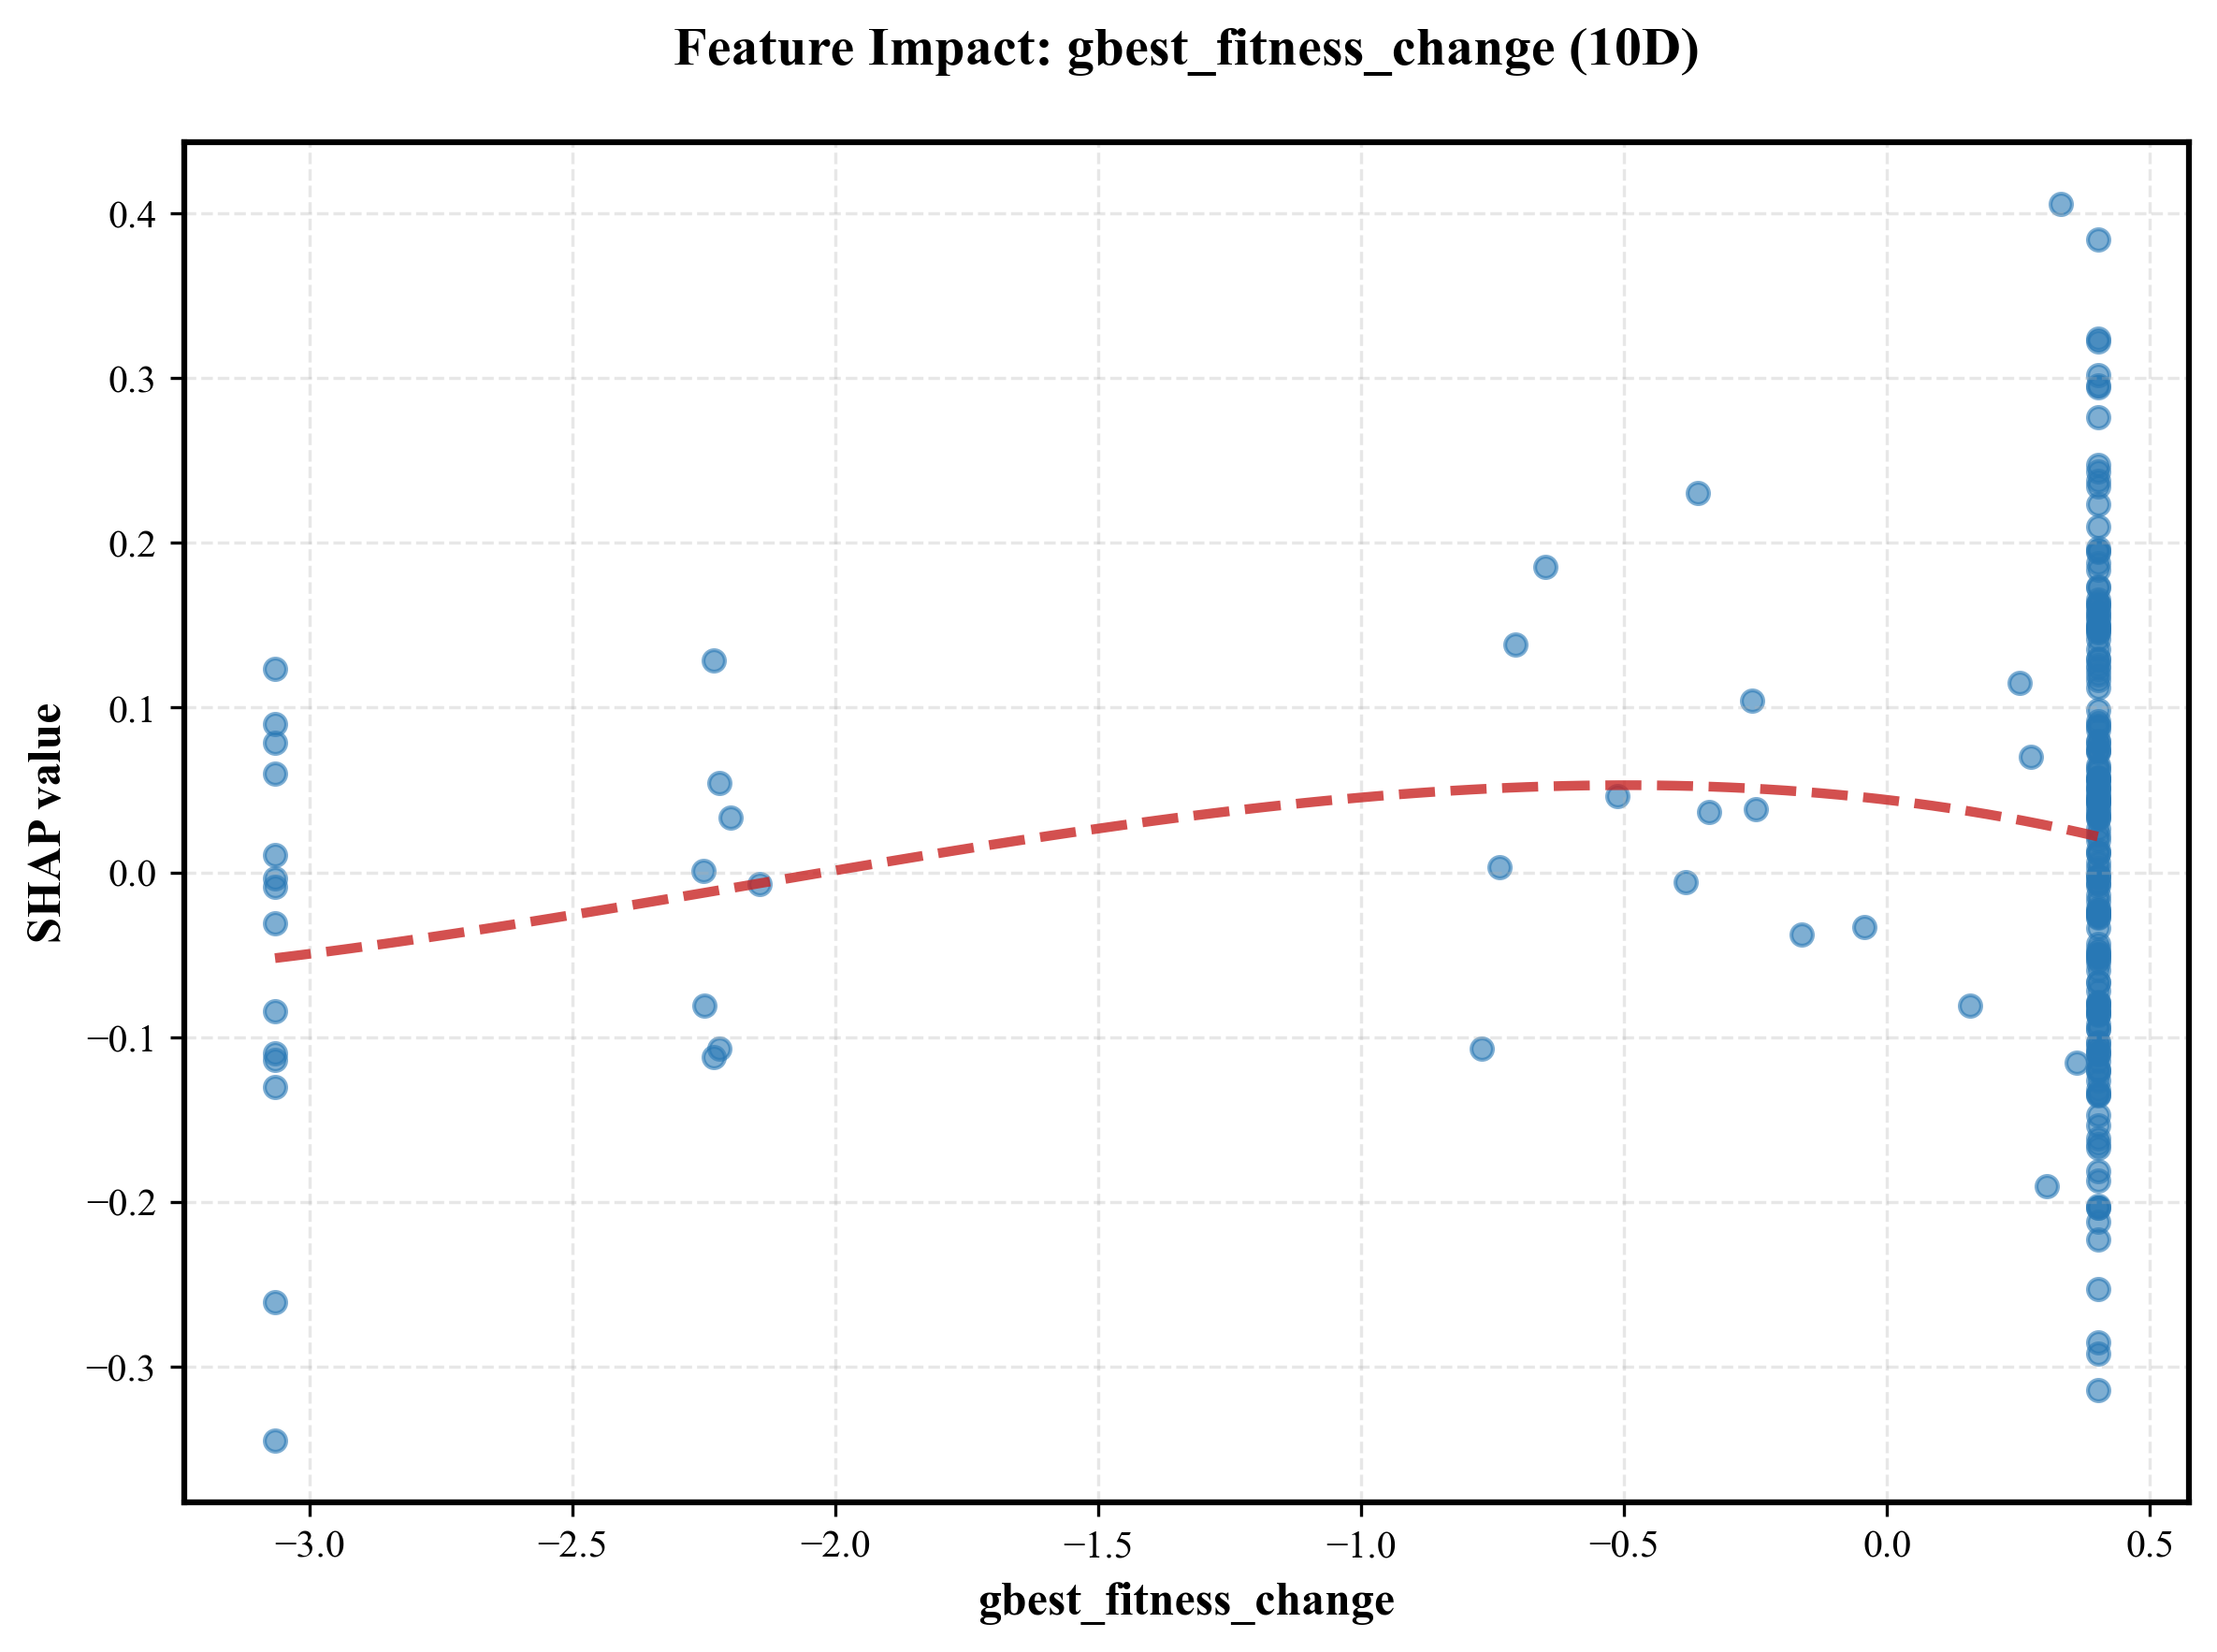 Feature Impact: gbest_fitness_change (10D)
SHAP value
0.4
0.3
0.2
0.1
0.0
−0.1
−0.2
−0.3
−3.0 −2.5 −2.0 −1.5 −1.0 −0.5 0.0 0.5
gbest_fitness_change